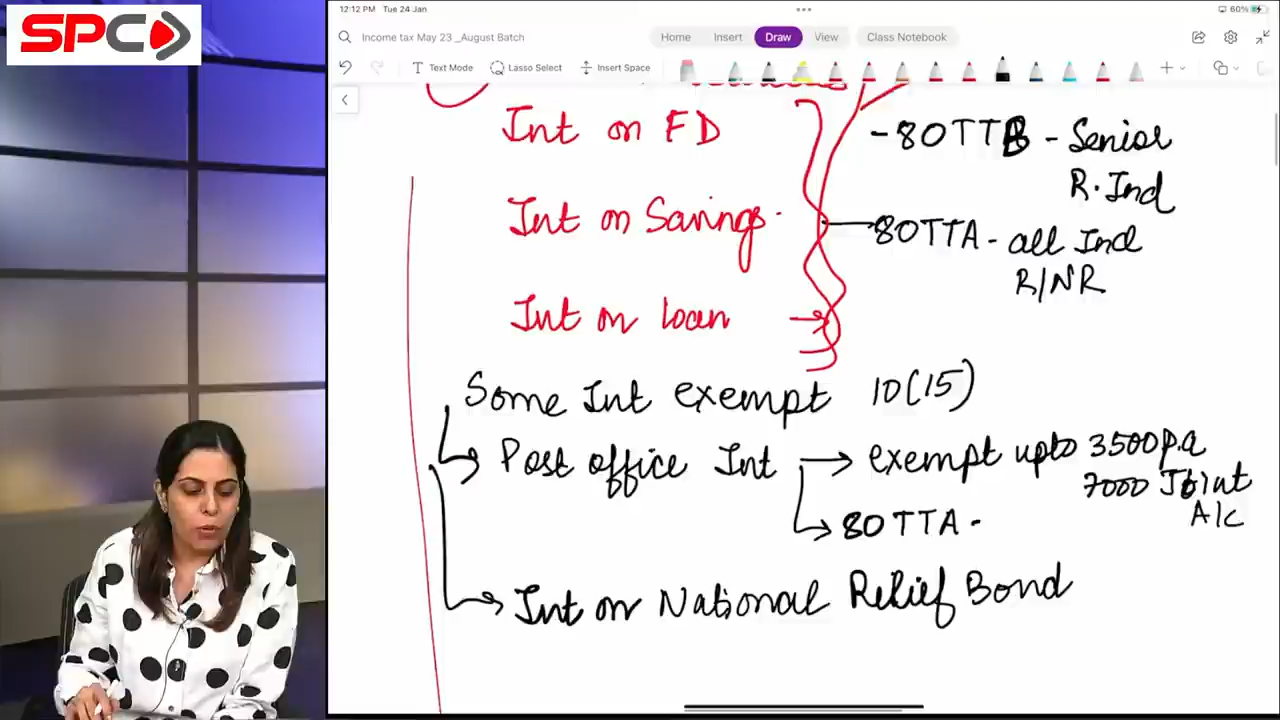 SPC
12:12 PM Tue 24 Jan
60%
Income tax May 23 _August Batch
Home Insert Draw View Class Notebook
Text Mode Lasso Select Insert Space
Int on FD
-80TTB - Senior
R. Ind
Int on Savings.
80TTA - all Ind
R/NR
Int on loan
Some Int exempt 10(15)
Post office Int → exempt upto 3500 p.a
7000 Joint
A/c
→ 80TTA -
→ Int on National Relief Bond